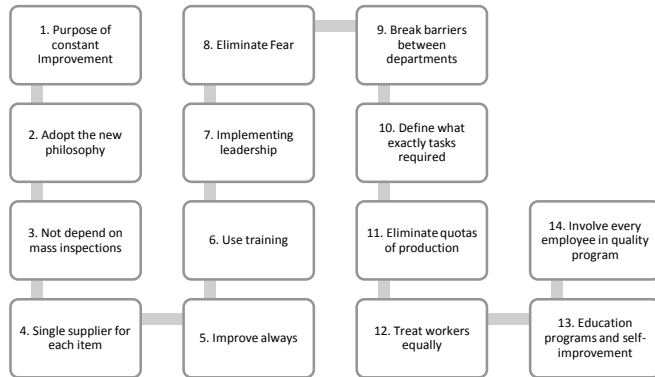 1. Purpose of
constant
Improvement
2. Adopt the new
philosophy
3. Not depend on
mass inspections
4. Single supplier for
each item
5. Improve always
6. Use training
7. Implementing
leadership
8. Eliminate Fear
9. Break barriers
between
departments
10. Define what
exactly tasks
required
11. Eliminate quotas
of production
12. Treat workers
equally
13. Education
programs and self-
improvement
14. Involve every
employee in quality
program